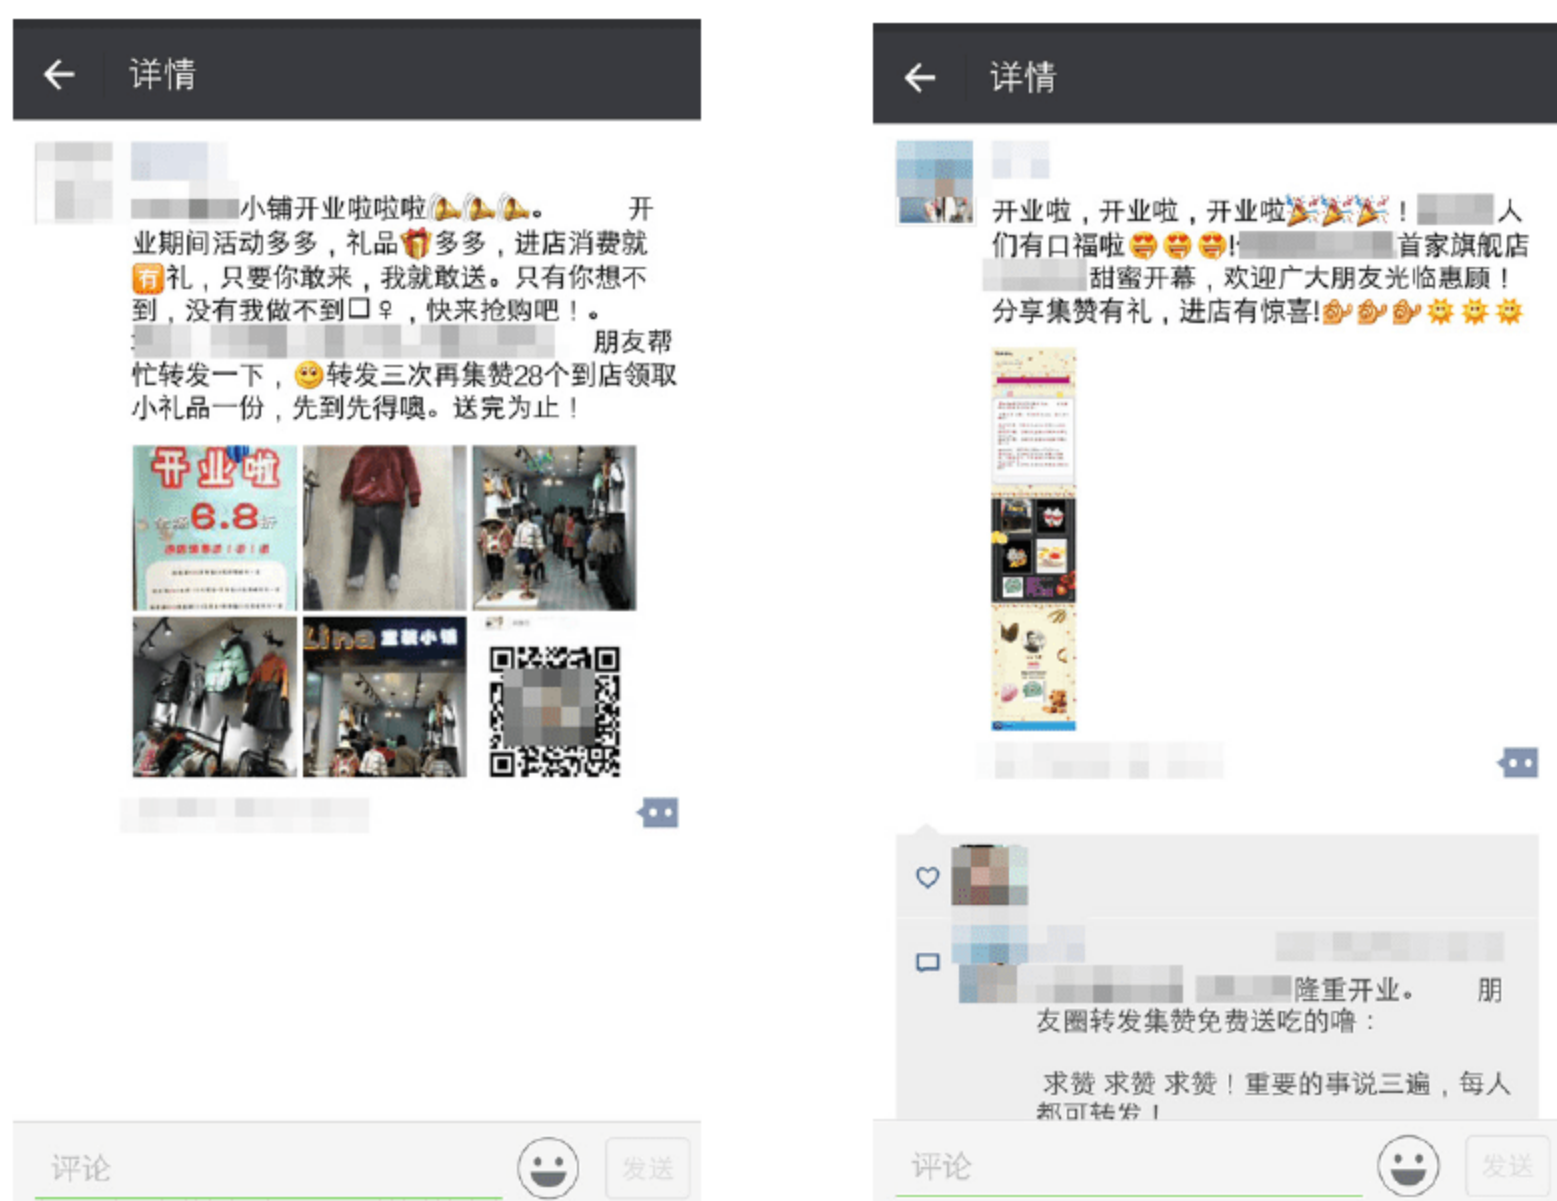 详情
小铺开业啦啦啦。 开
业期间活动多多，礼品多多，进店消费就
有礼，只要你敢来，我就敢送。只有你想不
到，没有我做不到□♀，快来抢购吧！。
朋友帮
忙转发一下，转发三次再集赞28个到店领取
小礼品一份，先到先得噢。送完为止！
开业啦
6.8折
Lina 童装小铺
评论
发送
详情
开业啦，开业啦，开业啦！ 人
们有口福啦！ 首家旗舰店
甜蜜开幕，欢迎广大朋友光临惠顾！
分享集赞有礼，进店有惊喜!
隆重开业。 朋
友圈转发集赞免费送吃的噜：
求赞 求赞 求赞！重要的事说三遍，每人
都可转发！
评论
发送